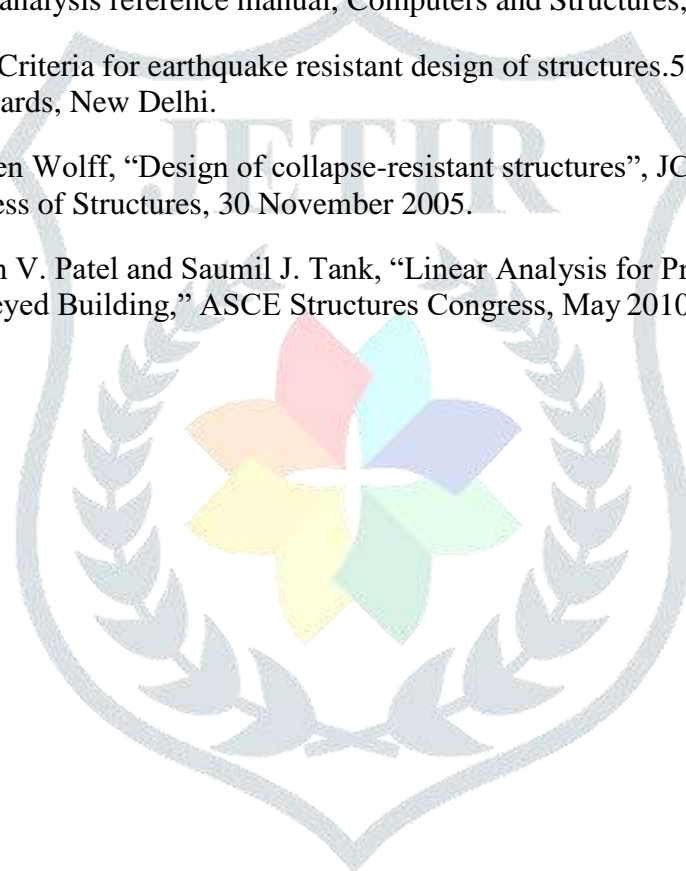 analysis reference manual, Computers and Structures,
Criteria for earthquake resistant design of structures.5
ards, New Delhi.
en Wolff, “Design of collapse-resistant structures”, JC
ess of Structures, 30 November 2005.
JETIR
n V. Patel and Saumil J. Tank, “Linear Analysis for Pr
eyed Building,” ASCE Structures Congress, May 2010